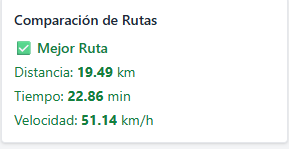 Comparación de Rutas
✅ Mejor Ruta
Distancia: 19.49 km
Tiempo: 22.86 min
Velocidad: 51.14 km/h